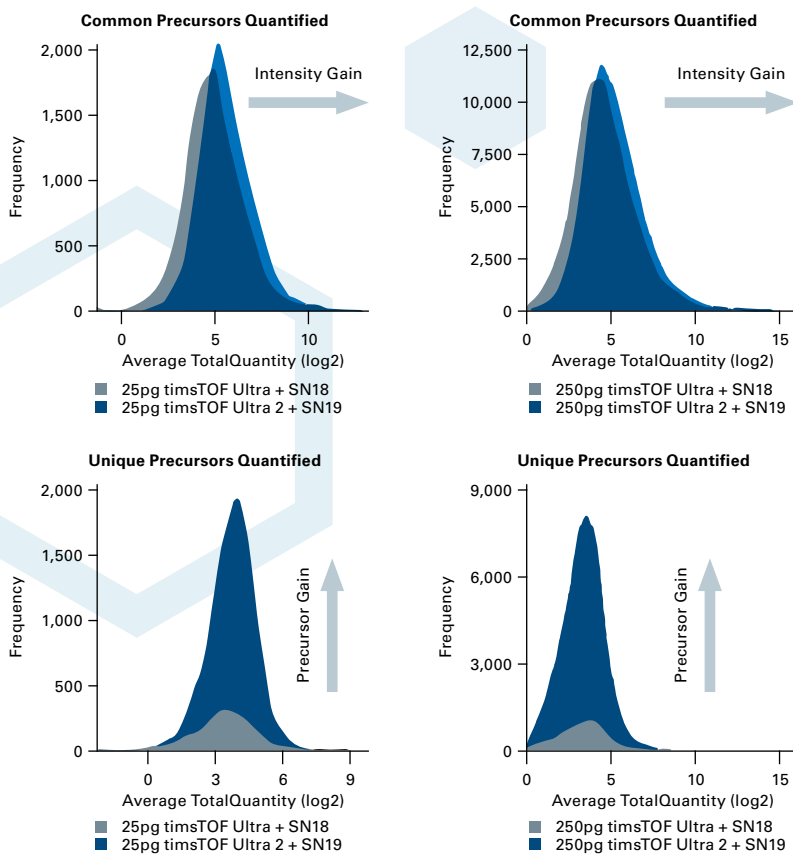 Common Precursors Quantified
2,000
1,500
1,000
500
0
Frequency
Intensity Gain
0 5 10
Average TotalQuantity (log2)
25pg timsTOF Ultra + SN18
25pg timsTOF Ultra 2 + SN19
Common Precursors Quantified
12,500
10,000
7,500
5,000
2,500
0
Frequency
Intensity Gain
0 5 10 15
Average TotalQuantity (log2)
250pg timsTOF Ultra + SN18
250pg timsTOF Ultra 2 + SN19
Unique Precursors Quantified
2,000
1,500
1,000
500
0
Frequency
Precursor Gain
0 3 6 9
Average TotalQuantity (log2)
25pg timsTOF Ultra + SN18
25pg timsTOF Ultra 2 + SN19
Unique Precursors Quantified
9,000
6,000
3,000
0
Frequency
Precursor Gain
0 5 10 15
Average TotalQuantity (log2)
250pg timsTOF Ultra + SN18
250pg timsTOF Ultra 2 + SN19